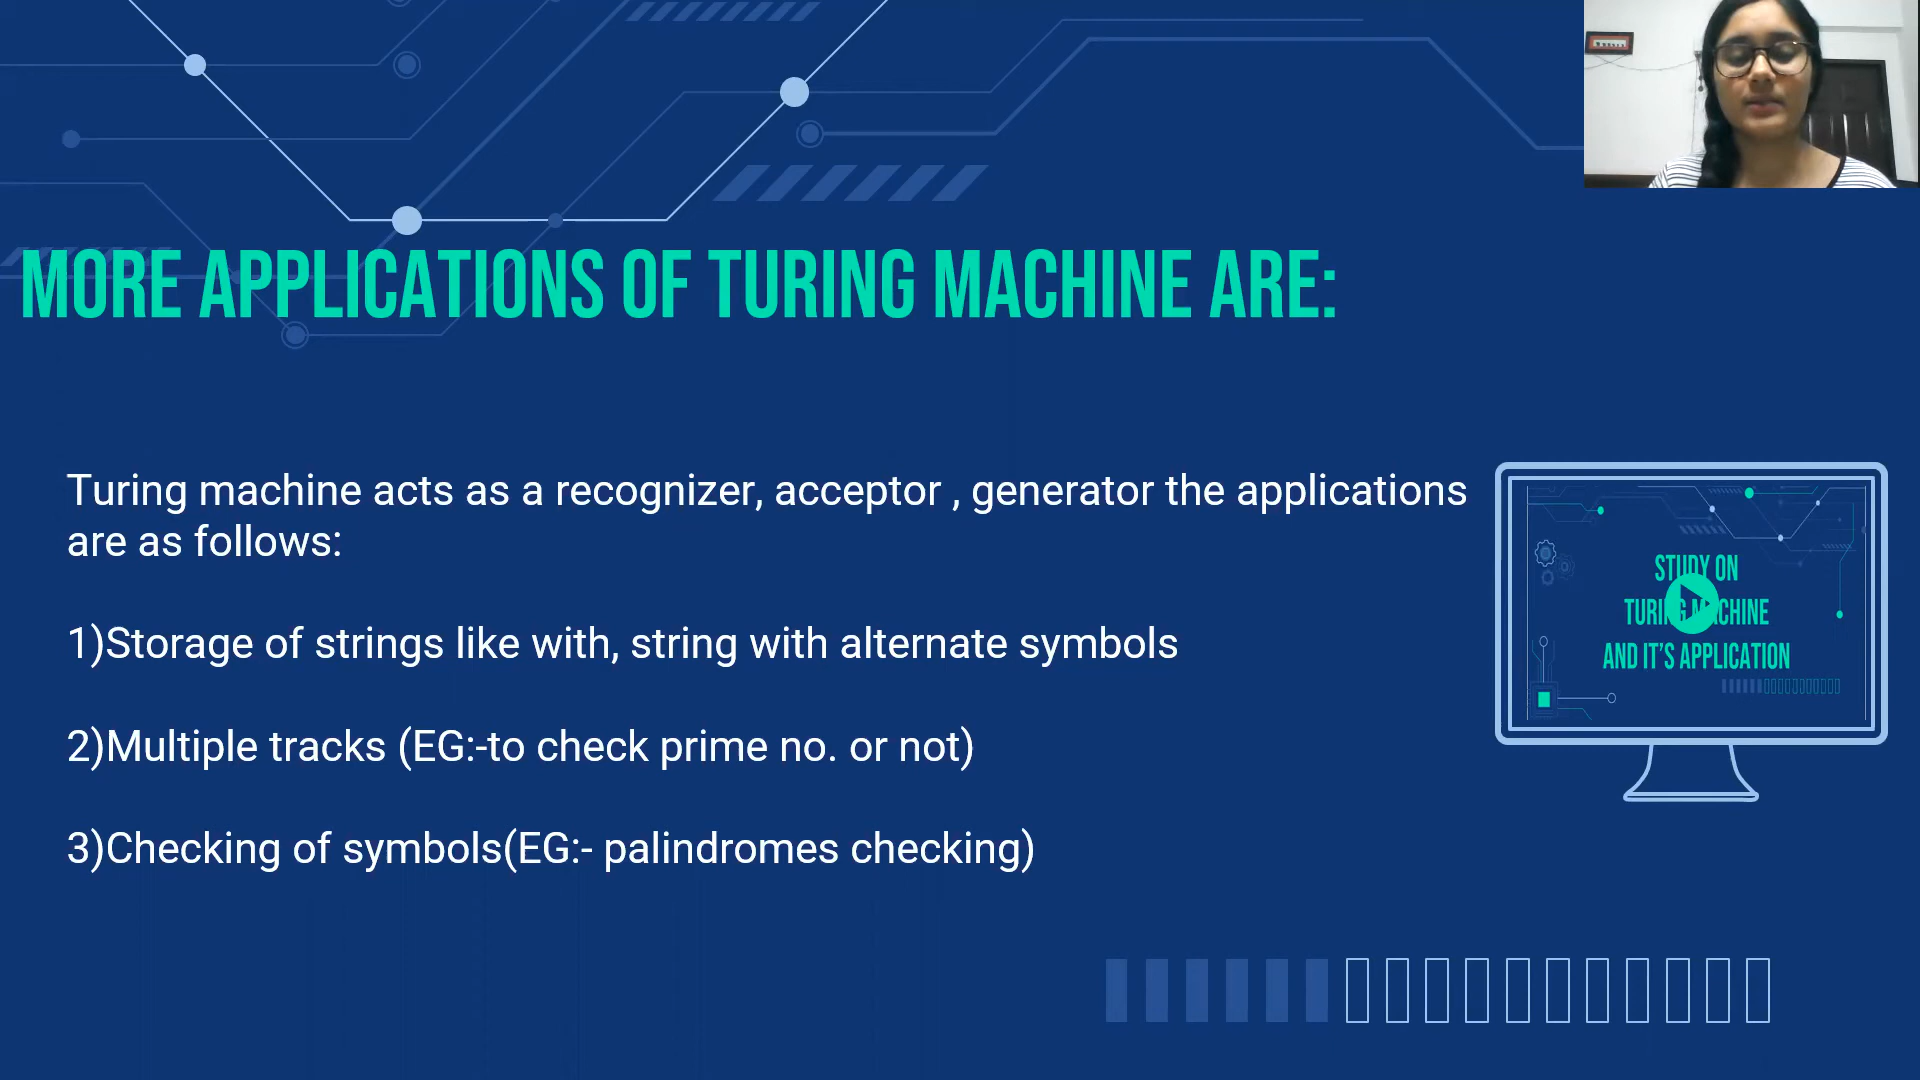 MORE APPLICATIONS OF TURING MACHINE ARE:
Turing machine acts as a recognizer, acceptor , generator the applications
are as follows:
1)Storage of strings like with, string with alternate symbols
2)Multiple tracks (EG:-to check prime no. or not)
3)Checking of symbols(EG:- palindromes checking)
STUDY ON
TURING MACHINE
AND IT'S APPLICATION